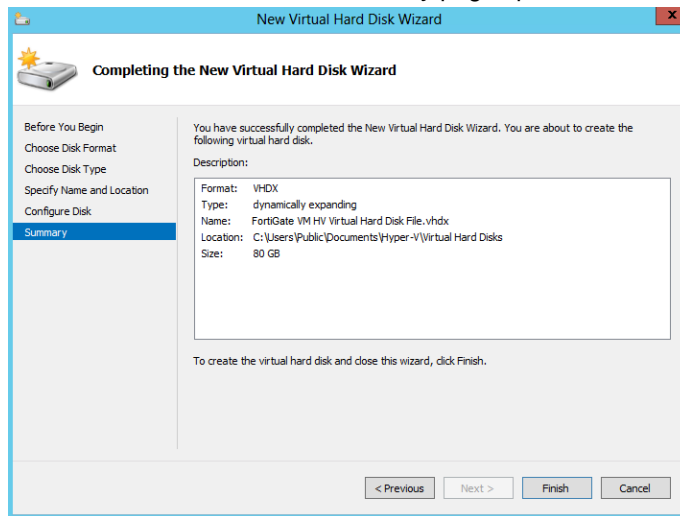 New Virtual Hard Disk Wizard
x
Completing the New Virtual Hard Disk Wizard
Before You Begin
Choose Disk Format
Choose Disk Type
Specify Name and Location
Configure Disk
Summary
You have successfully completed the New Virtual Hard Disk Wizard. You are about to create the
following virtual hard disk.
Description:
Format: VHDX
Type: dynamically expanding
Name: FortiGate VM HV Virtual Hard Disk File.vhdx
Location: C:\Users\Public\Documents\Hyper-V\Virtual Hard Disks
Size: 80 GB
To create the virtual hard disk and close this wizard, click Finish.
< Previous Next > Finish Cancel